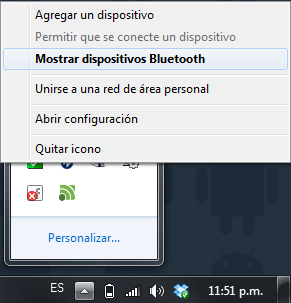 Agregar un dispositivo
Permitir que se conecte un dispositivo
Mostrar dispositivos Bluetooth
Unirse a una red de área personal
Abrir configuración
Quitar icono
Personalizar...
ES
11:51 p.m.